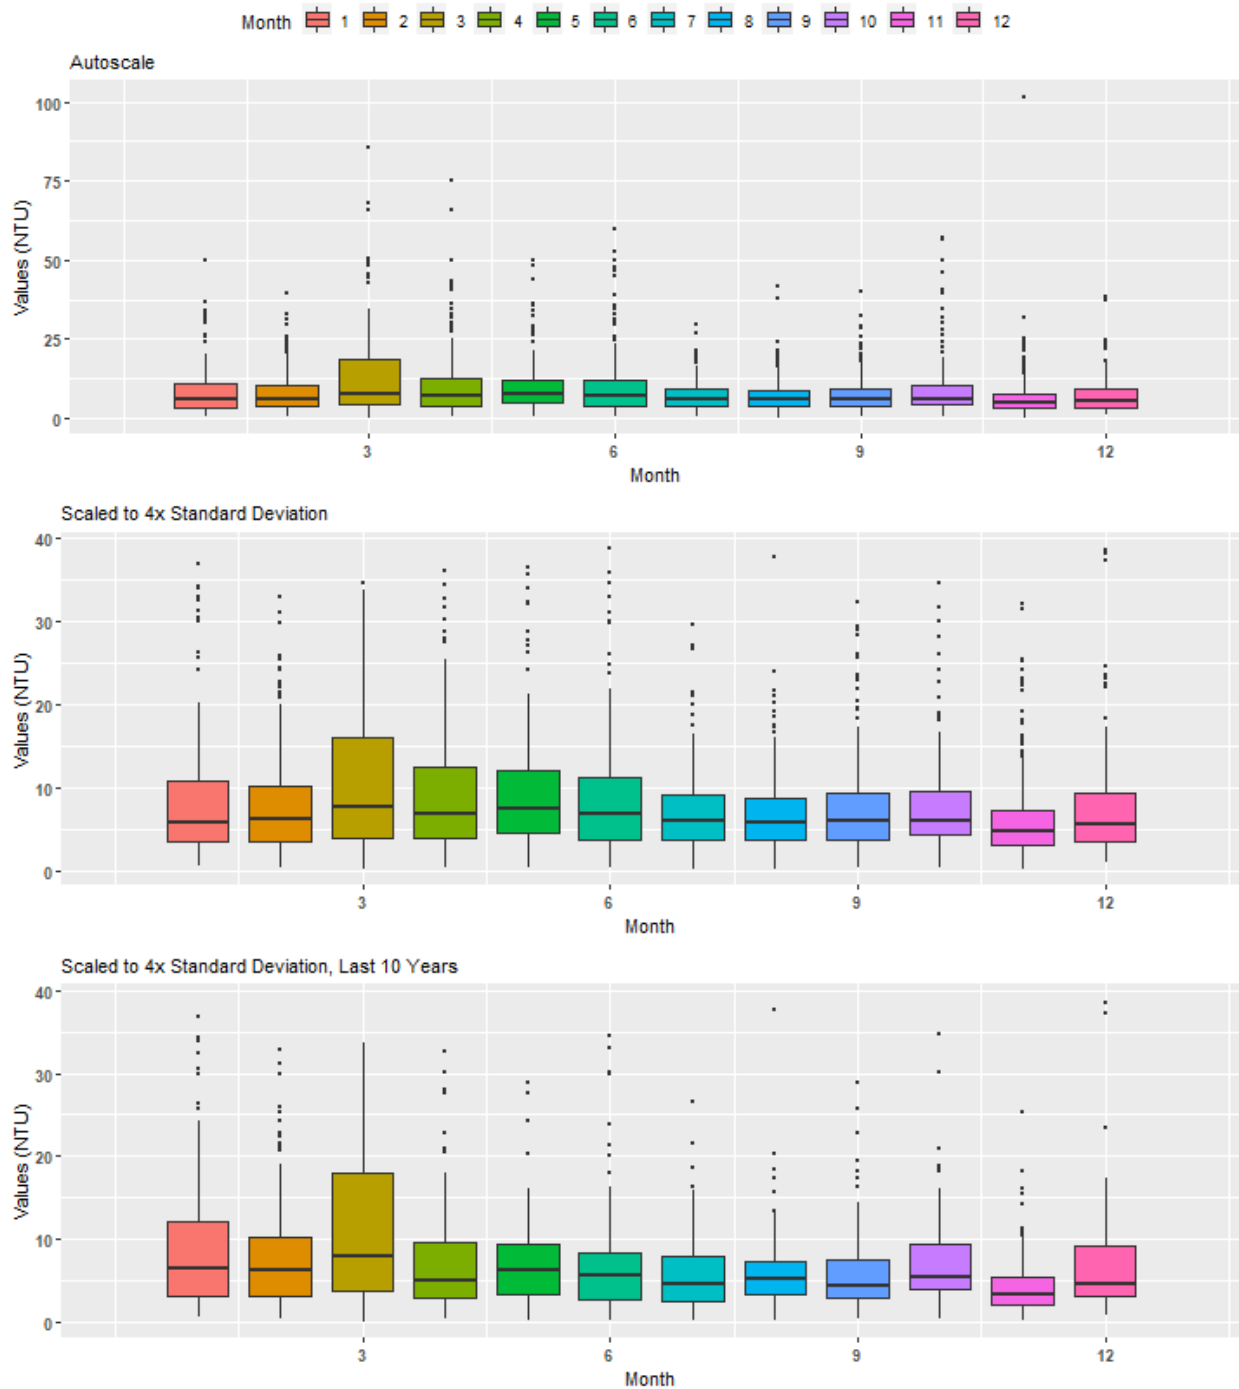 Month 1 2 3 4 5 6 7 8 9 10 11 12
Autoscale
100
75
50
25
0
Values (NTU)
3 6 9 12
Month
Scaled to 4x Standard Deviation
40
30
20
10
0
Values (NTU)
3 6 9 12
Month
Scaled to 4x Standard Deviation, Last 10 Years
40
30
20
10
0
Values (NTU)
3 6 9 12
Month